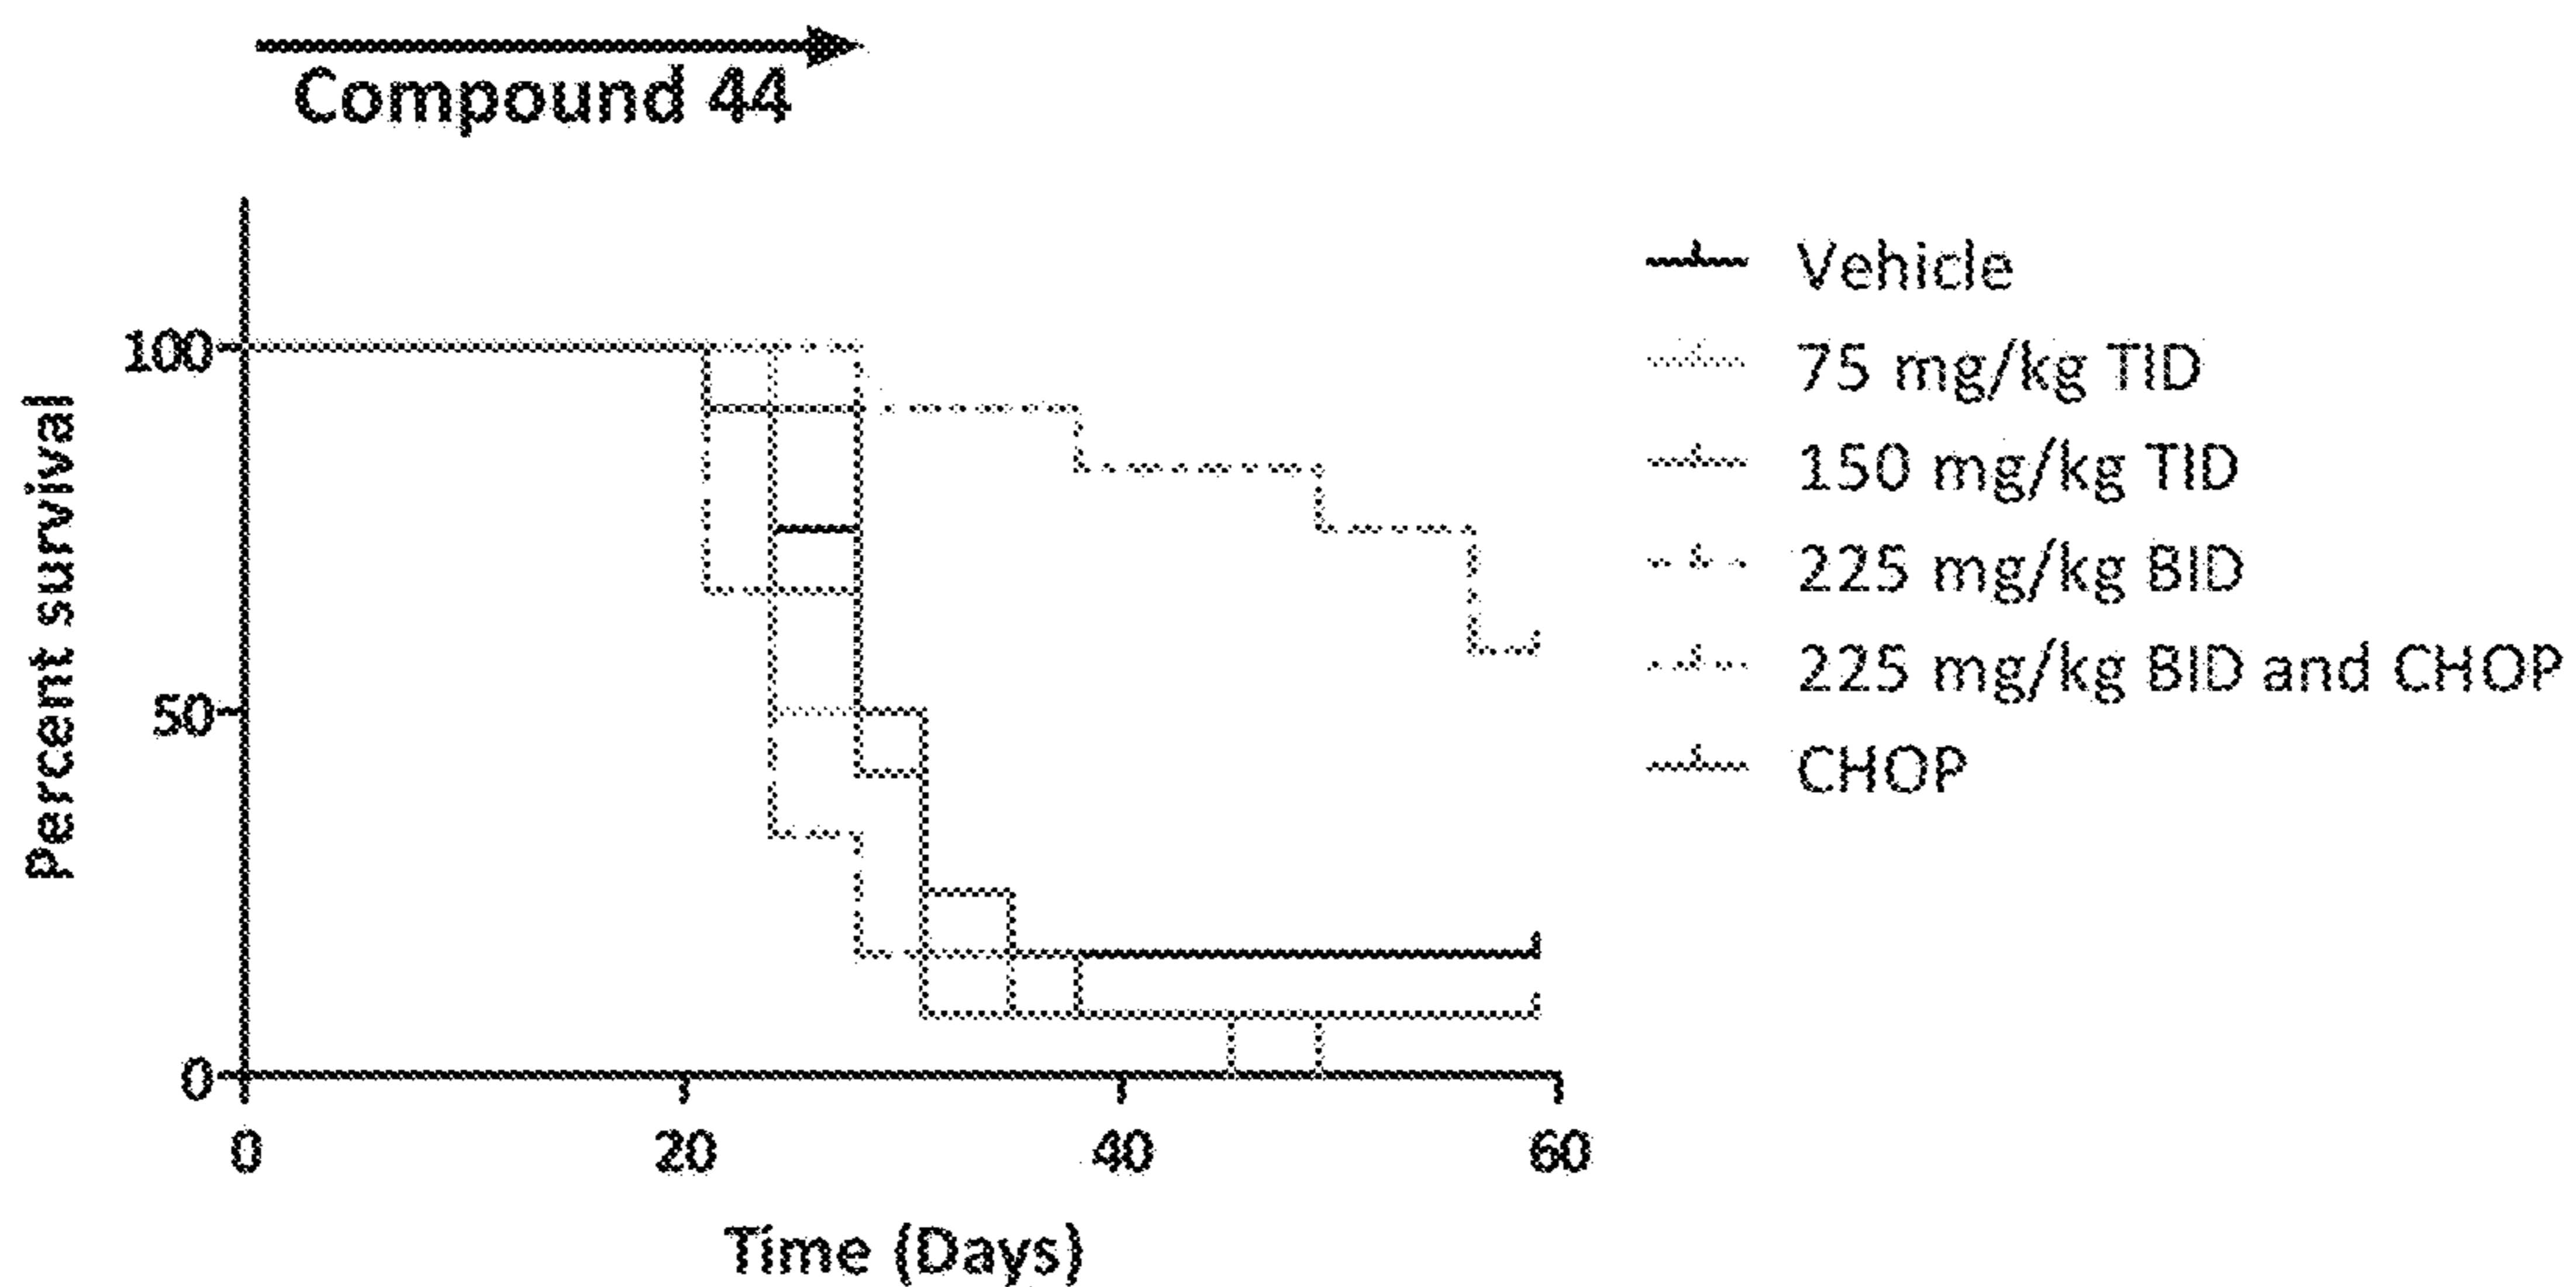 Compound 44
Percent survival
100
50
0
0 20 40 60
Time (Days)
Vehicle
75 mg/kg TID
150 mg/kg TID
225 mg/kg BID
225 mg/kg BID and CHOP
CHOP